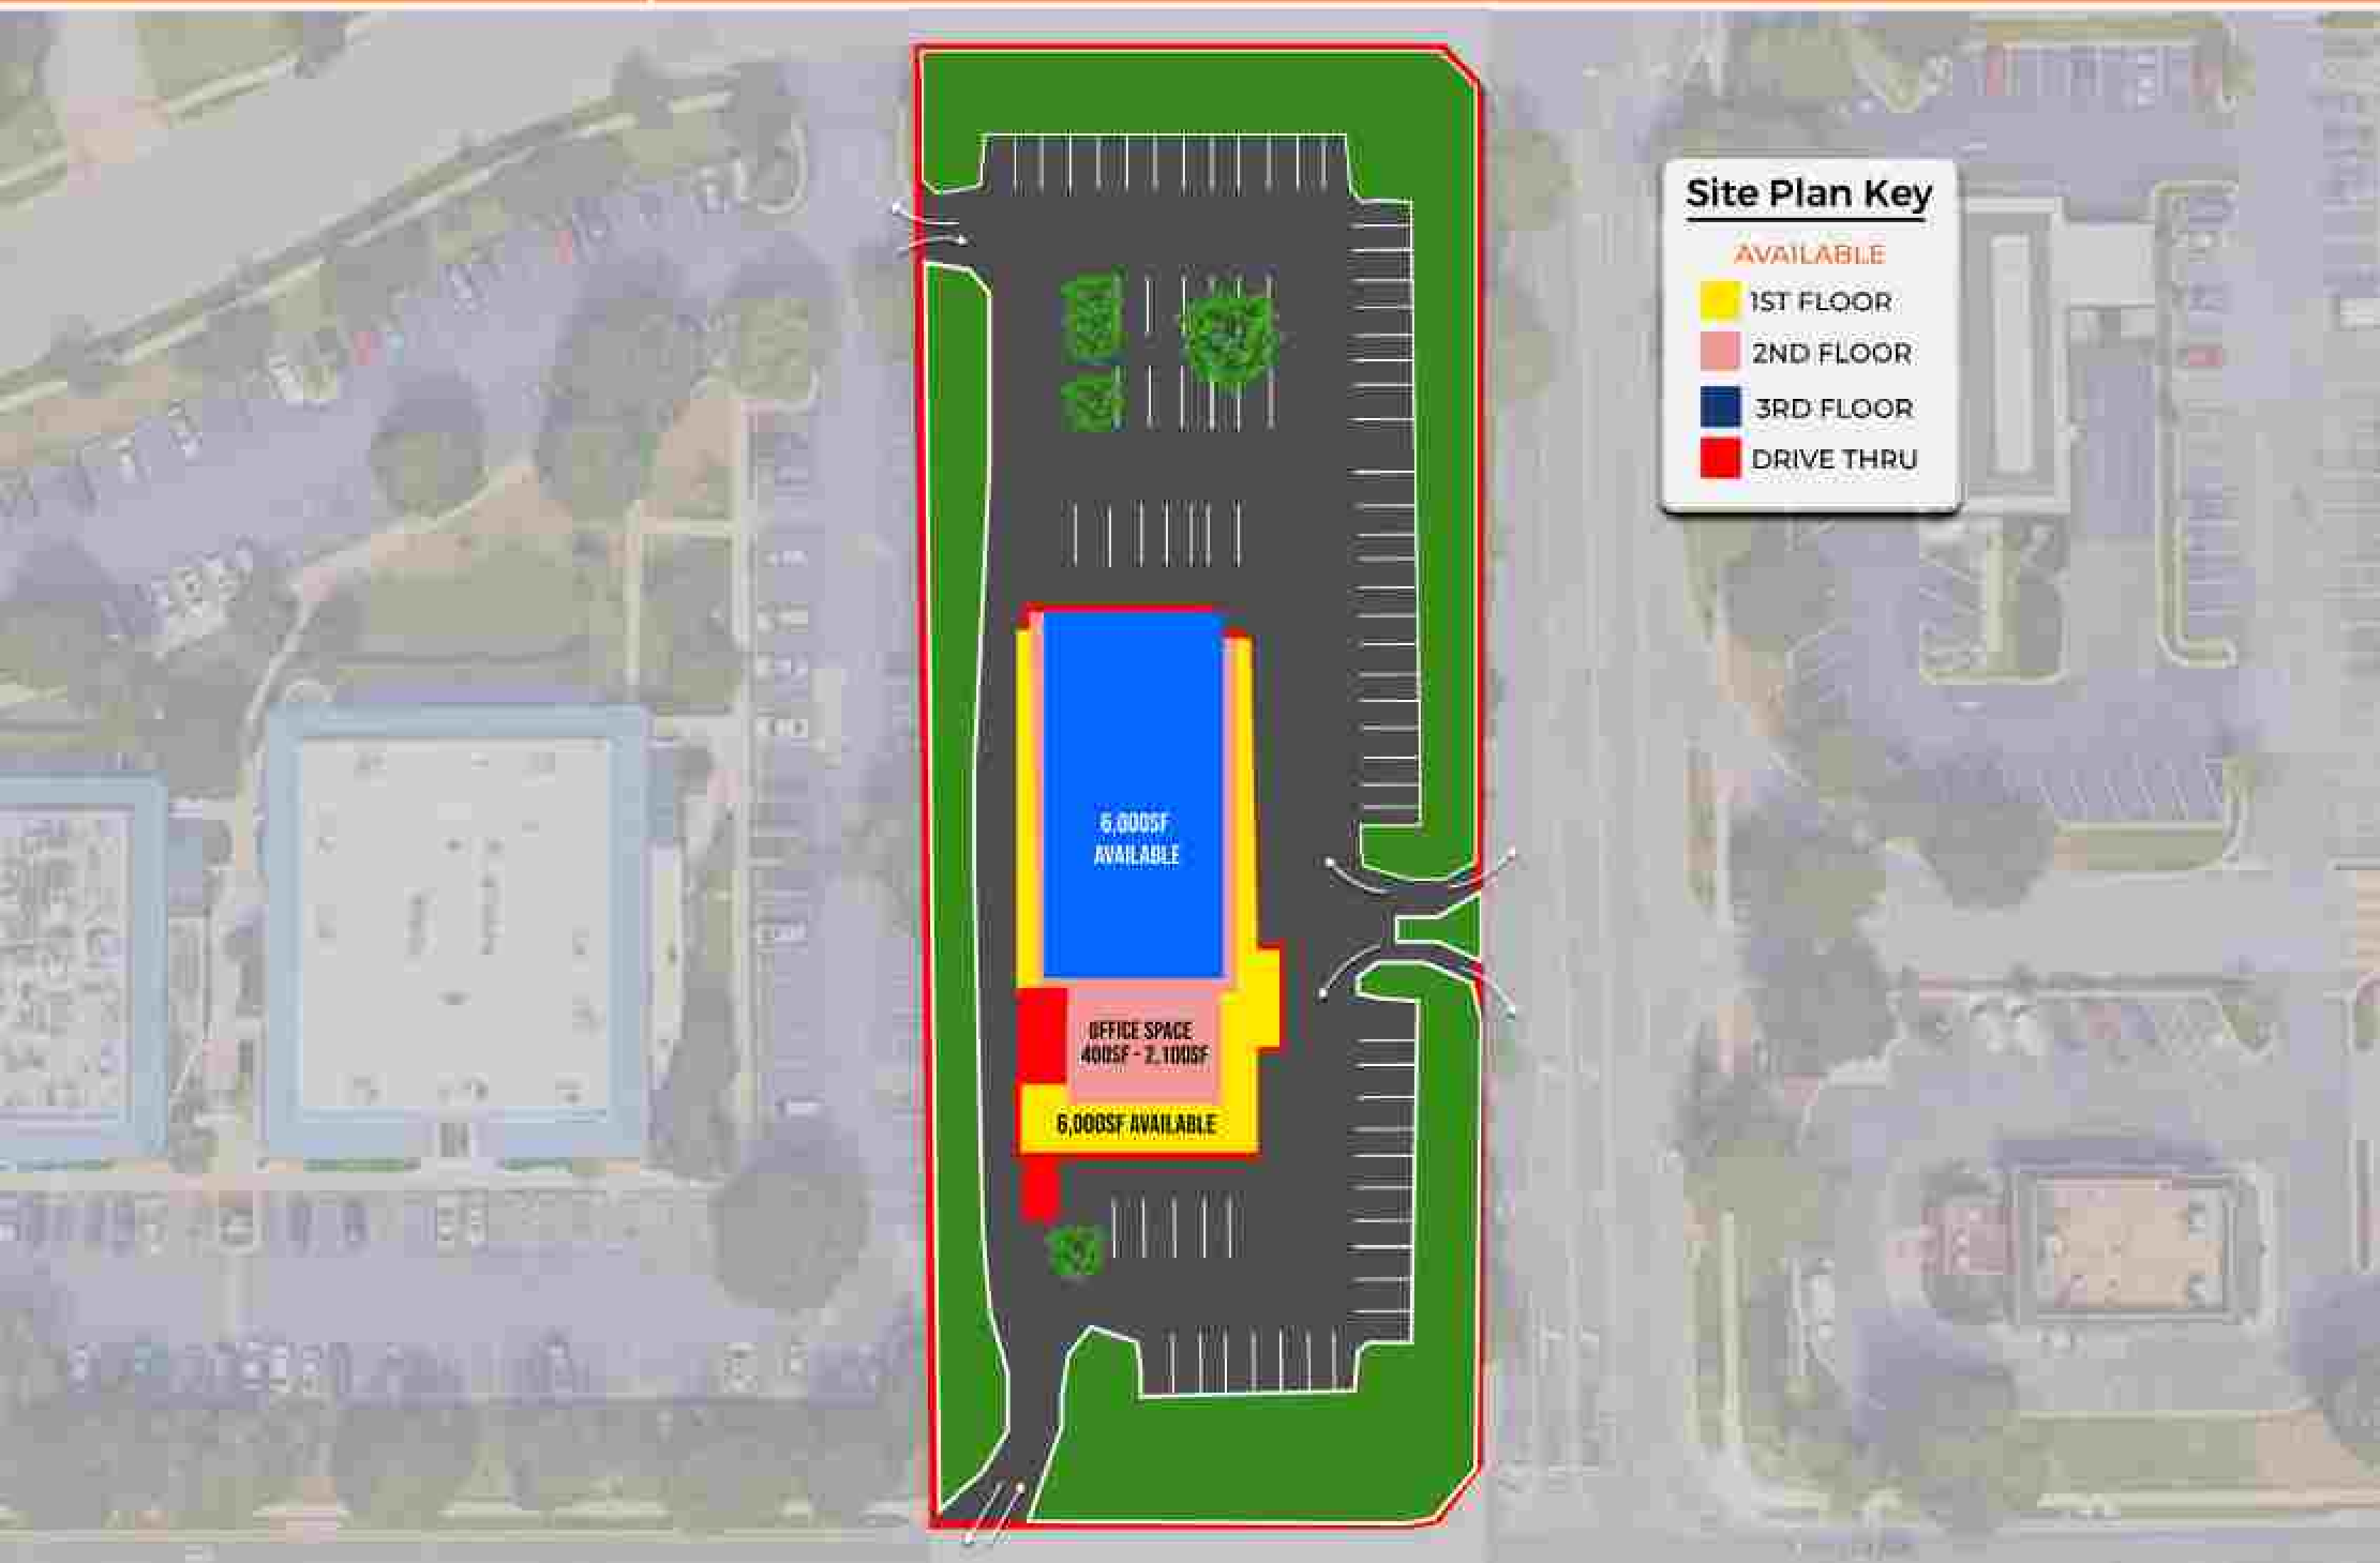 Site Plan Key
AVAILABLE
1ST FLOOR
2ND FLOOR
3RD FLOOR
DRIVE THRU
6,000SF
AVAILABLE
OFFICE SPACE
400SF - 2,100SF
6,000SF AVAILABLE